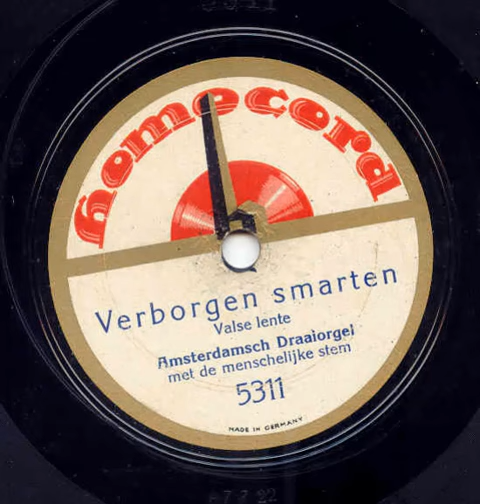 homocord
Verborgen smarten
Valse lente
Amsterdamsch Draaiorgel
met de menschelijke stem
5311
MADE IN GERMANY